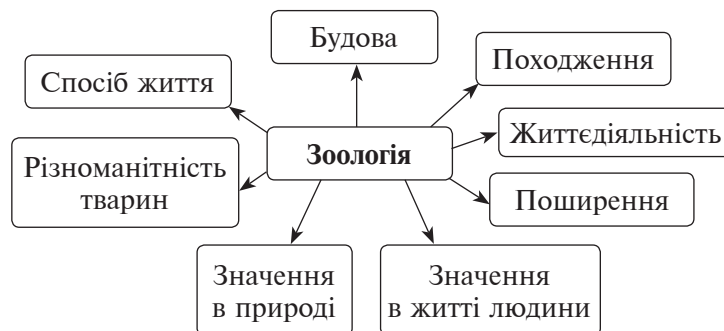 Будова
Походження
Спосіб життя
Життєдіяльність
Зоологія
Різноманітність
тварин
Поширення
Значення
в природі
Значення
в житті людини